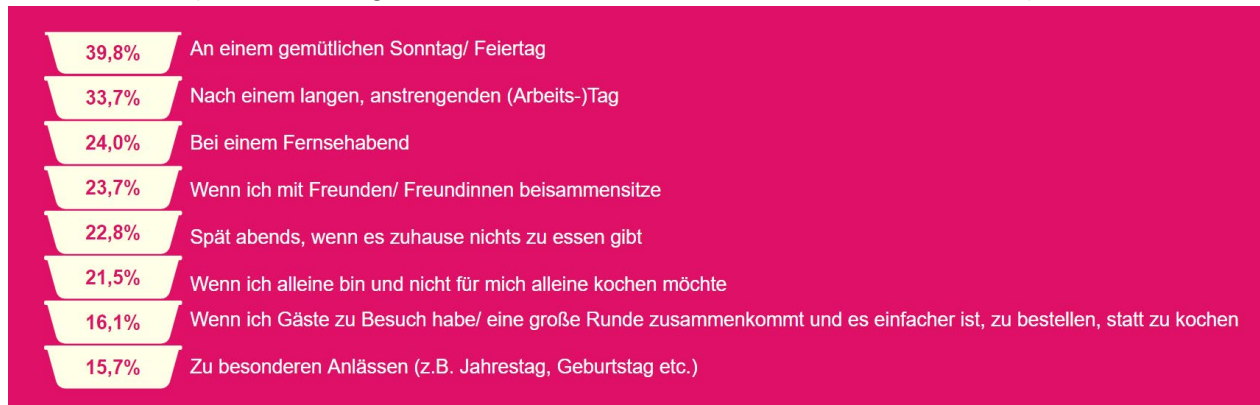 39,8% An einem gemütlichen Sonntag/ Feiertag
33,7% Nach einem langen, anstrengenden (Arbeits-)Tag
24,0% Bei einem Fernsehabend
23,7% Wenn ich mit Freunden/ Freundinnen beisammensitze
22,8% Spät abends, wenn es zuhause nichts zu essen gibt
21,5% Wenn ich alleine bin und nicht für mich alleine kochen möchte
16,1% Wenn ich Gäste zu Besuch habe/ eine große Runde zusammenkommt und es einfacher ist, zu bestellen, statt zu kochen
15,7% Zu besonderen Anlässen (z.B. Jahrestag, Geburtstag etc.)